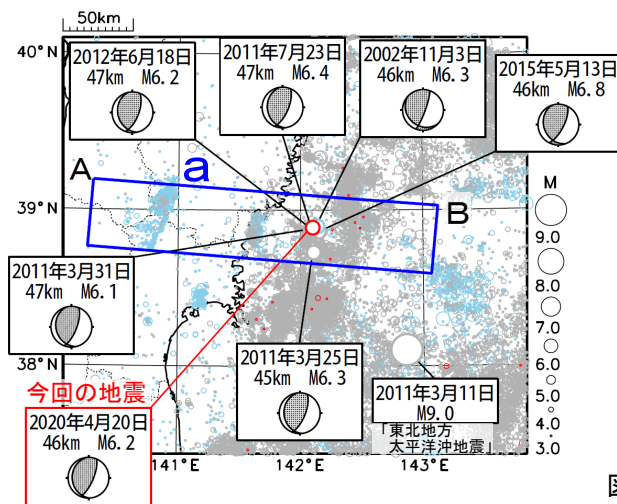 50km
40°N
2012年6月18日
47km M6.2
2011年7月23日
47km M6.4
2002年11月3日
46km M6.3
2015年5月13日
46km M6.8
A
a
B
39°N
M
9.0
8.0
7.0
6.0
5.0
4.0
3.0
2011年3月31日
47km M6.1
38°N
今回の地震
2011年3月25日
45km M6.3
2011年3月11日
M9.0
「東北地方
太平洋沖地震」
2020年4月20日
46km M6.2
141°E
142°E
143°E